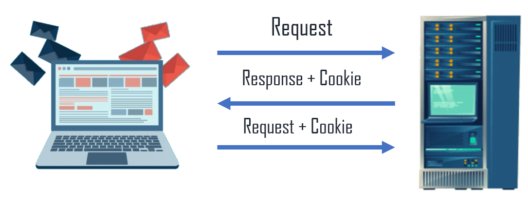 Request
Response + Cookie
Request + Cookie